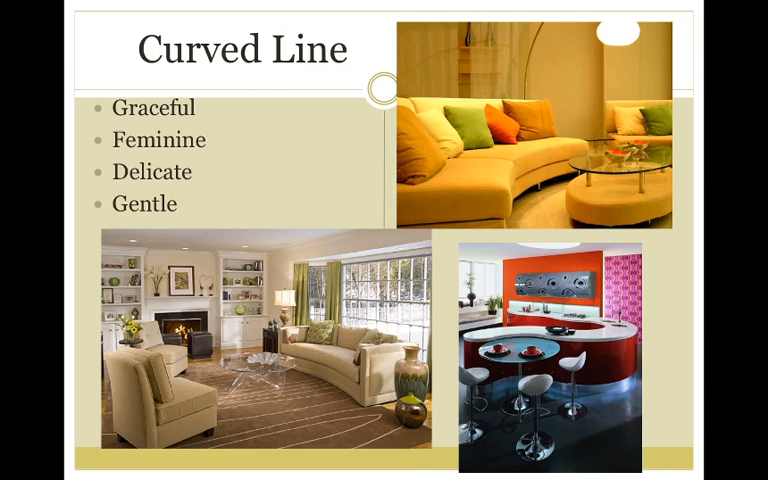 Curved Line
Graceful
Feminine
Delicate
Gentle